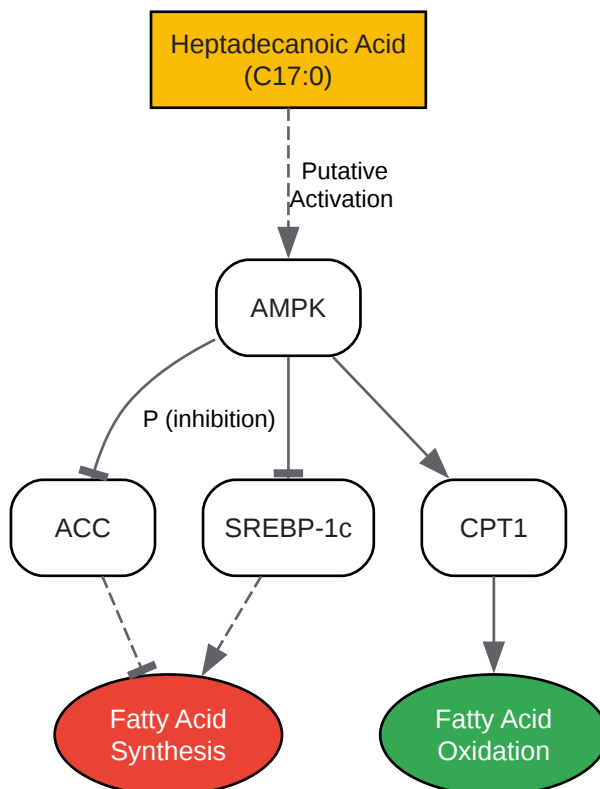 Heptadecanoic Acid
(C17:0)
Putative
Activation
AMPK
P (inhibition)
ACC
SREBP-1c
CPT1
Fatty Acid
Synthesis
Fatty Acid
Oxidation